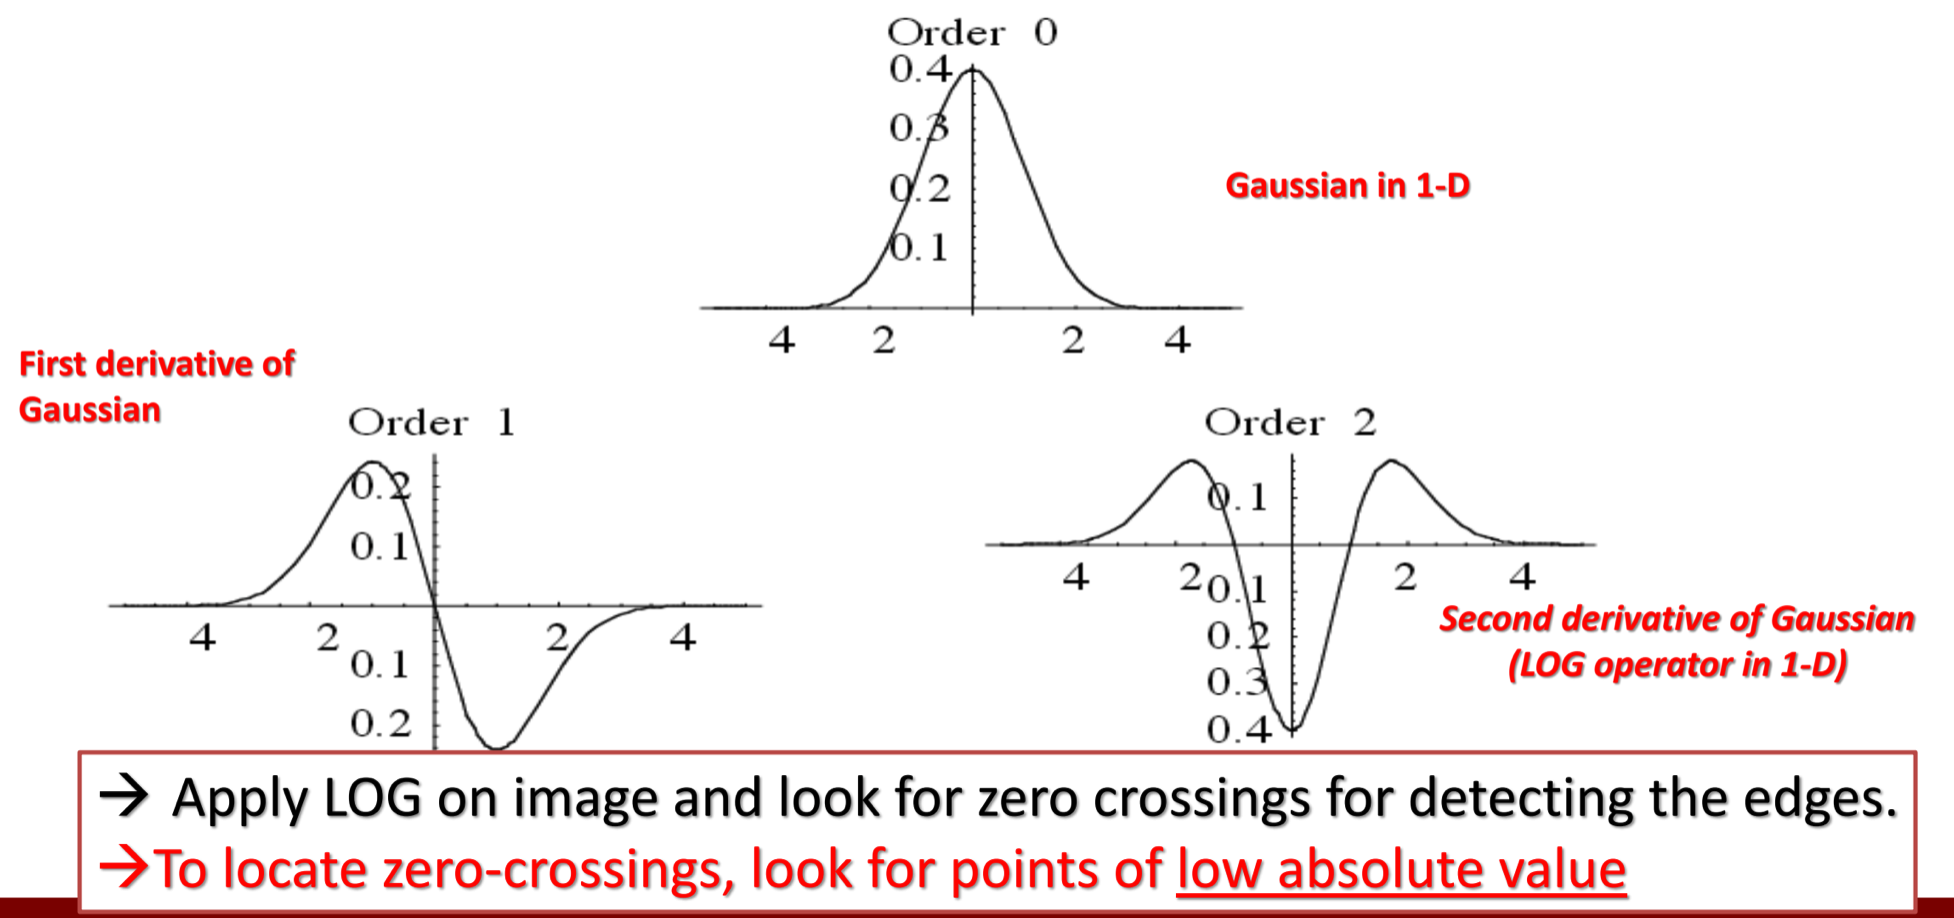 Order 0
0.4
0.3
0.2
0.1
4 2 2 4
Gaussian in 1-D
First derivative of
Gaussian
Order 1
0.2
0.1
4 2 2 4
0.1
0.2
Order 2
0.1
4 2 2 4
0.1
0.2
0.3
0.4
Second derivative of Gaussian
(LOG operator in 1-D)
→ Apply LOG on image and look for zero crossings for detecting the edges.
→To locate zero-crossings, look for points of low absolute value